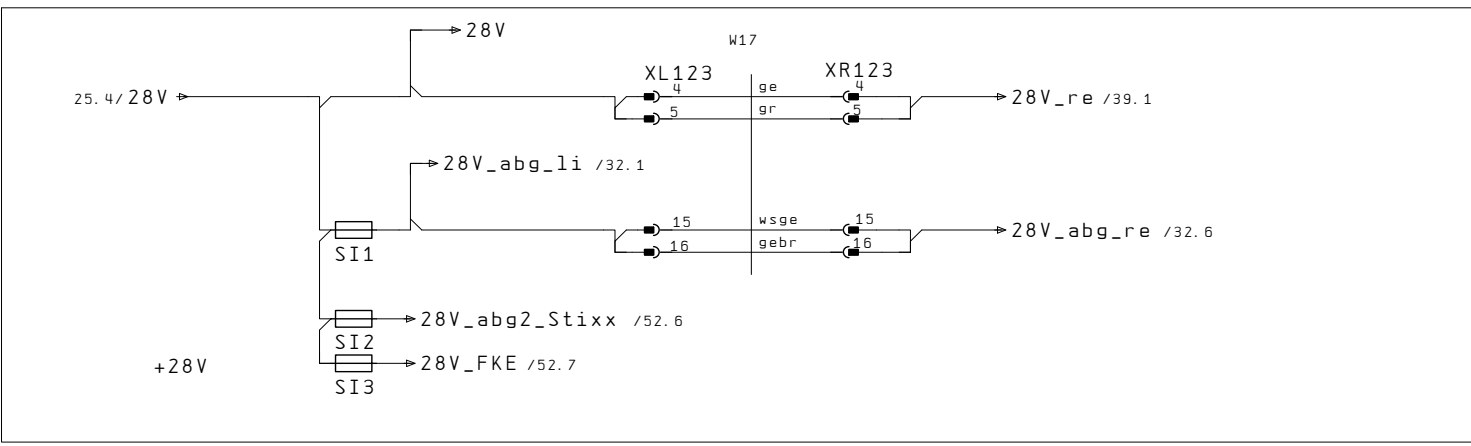 28V
W17
XL123 XR123
25.4/28V 4 ge 4 28V_re /39.1
5 gr 5
28V_abg_li /32.1
15 wsge 15 28V_abg_re /32.6
16 gebr 16
SI1
28V_abg2_Stixx /52.6
SI2
+28V 28V_FKE /52.7
SI3